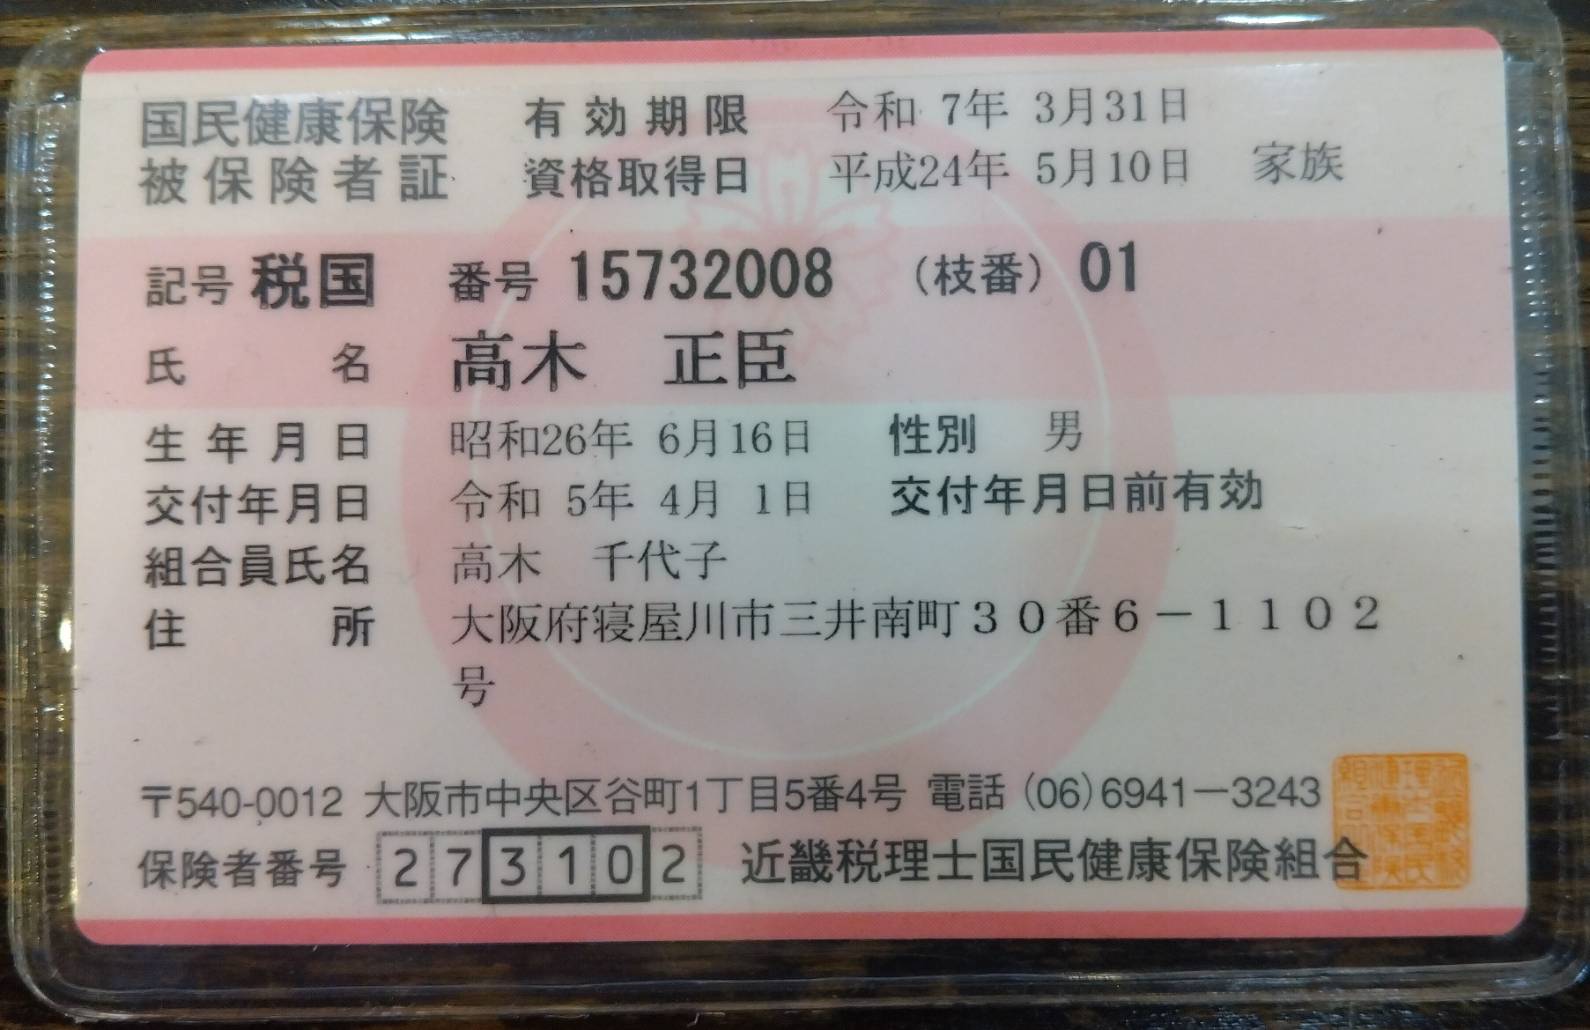 国民健康保険 有効期限 令和 7年 3月31日
被保険者証 資格取得日 平成24年 5月10日 家族
記号 税国 番号 15732008 (枝番) 01
氏名 高木 正臣
生年月日 昭和26年 6月16日 性別 男
交付年月日 令和 5年 4月 1日 交付年月日前有効
組合員氏名 高木 千代子
住所 大阪府寝屋川市三井南町30番6-1102
号
〒540-0012 大阪市中央区谷町1丁目5番4号 電話 (06)6941-3243
保険者番号 273102 近畿税理士国民健康保険組合